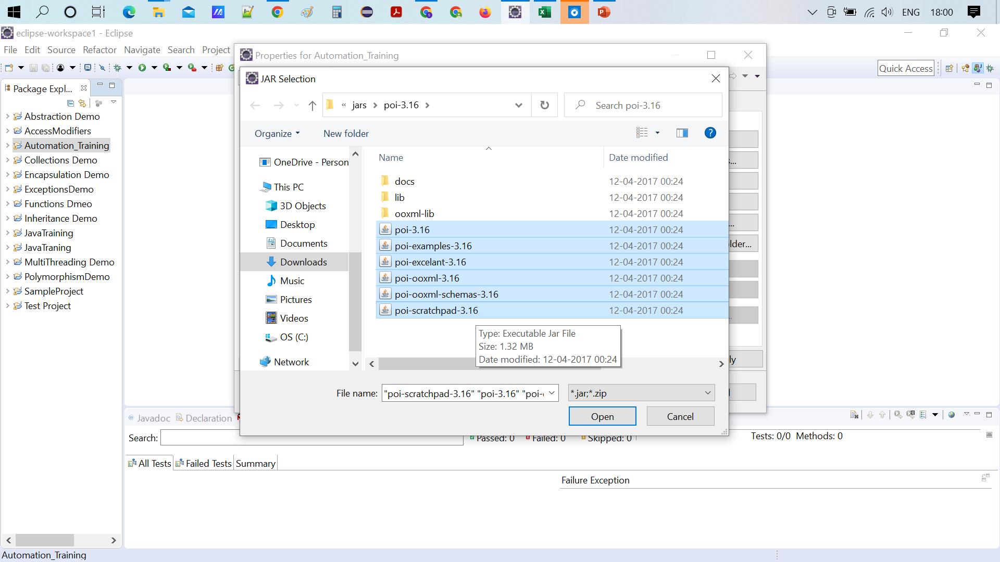 ENG 18:00
eclipse-workspace1 - Eclipse
File Edit Source Refactor Navigate Search Project
Properties for Automation_Training
Quick Access
JAR Selection
Package Expl...
« jars poi-3.16
Search poi-3.16
Organize New folder
Abstraction Demo
AccessModifiers
Automation_Training
Collections Demo
Encapsulation Demo
ExceptionsDemo
Functions Dmeo
Inheritance Demo
JavaTraining
JavaTraning
MultiThreading Demo
PolymorphismDemo
SampleProject
Test Project
OneDrive - Person
This PC
3D Objects
Desktop
Documents
Downloads
Music
Pictures
Videos
OS (C:)
Network
Name Date modified
docs 12-04-2017 00:24
lib 12-04-2017 00:24
ooxml-lib 12-04-2017 00:24
poi-3.16 12-04-2017 00:24
poi-examples-3.16 12-04-2017 00:24
poi-excelant-3.16 12-04-2017 00:24
poi-ooxml-3.16 12-04-2017 00:24
poi-ooxml-schemas-3.16 12-04-2017 00:24
poi-scratchpad-3.16 12-04-2017 00:24
Type: Executable Jar File
Size: 1.32 MB
Date modified: 12-04-2017 00:24
s...
...
lder...
ly
File name: "poi-scratchpad-3.16" "poi-3.16" "poi- *.jar;*.zip
Open Cancel
@ Javadoc Declaration
Search:
Passed: 0 Failed: 0 Skipped: 0
Tests: 0/0 Methods: 0
All Tests Failed Tests Summary
Failure Exception
Automation_Training